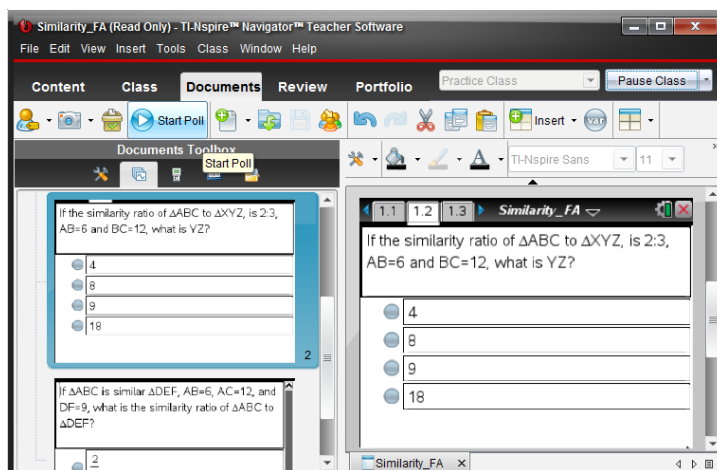 Similarity_FA (Read Only) - TI-Nspire™ Navigator™ Teacher Software
File Edit View Insert Tools Class Window Help
Content Class Documents Review Portfolio Practice Class Pause Class
Start Poll Insert var
Documents Toolbox
Start Poll
A TI-Nspire Sans 11
If the similarity ratio of ΔABC to ΔXYZ, is 2:3,
AB=6 and BC=12, what is YZ?
4
8
9
18
2
If ΔABC is similar ΔDEF, AB=6, AC=12, and
DF=9, what is the similarity ratio of ΔABC to
ΔDEF?
2
1.1 1.2 1.3 Similarity_FA
If the similarity ratio of ΔABC to ΔXYZ, is 2:3,
AB=6 and BC=12, what is YZ?
4
8
9
18
Similarity_FA